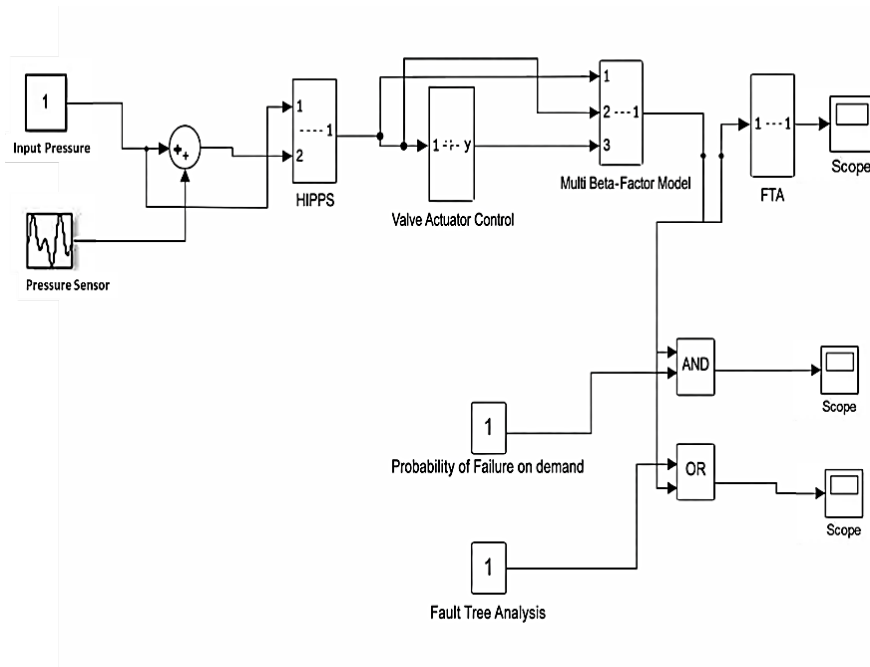 1
Input Pressure
Pressure Sensor
1
2
---- 1
HIPPS
1 -÷- y
Valve Actuator Control
1
2 --- 1
3
Multi Beta-Factor Model
1 --- 1
FTA
Scope
AND
Scope
1
Probability of Failure on demand
OR
Scope
1
Fault Tree Analysis